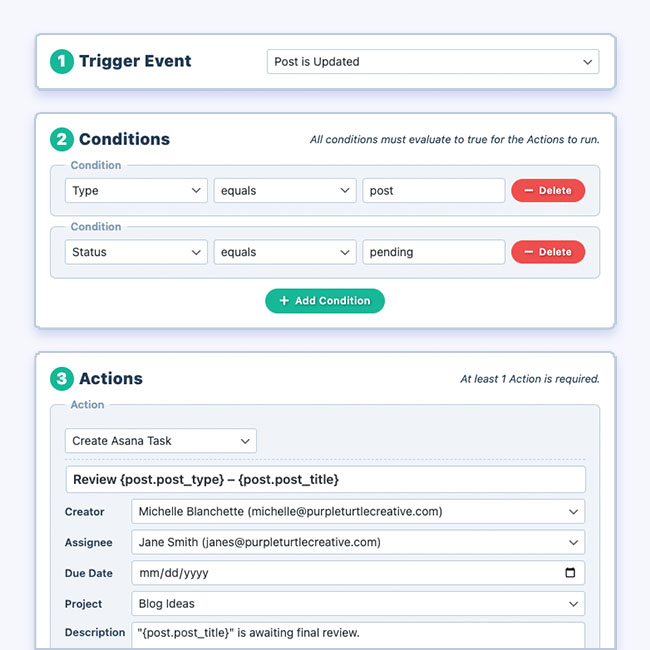 1 Trigger Event Post is Updated
2 Conditions All conditions must evaluate to true for the Actions to run.
Condition
Type equals post — Delete
Condition
Status equals pending — Delete
+ Add Condition
3 Actions At least 1 Action is required.
Action
Create Asana Task
Review {post.post_type} – {post.post_title}
Creator Michelle Blanchette (michelle@purpleturtlecreative.com)
Assignee Jane Smith (janes@purpleturtlecreative.com)
Due Date mm/dd/yyyy
Project Blog Ideas
Description "{post.post_title}" is awaiting final review.